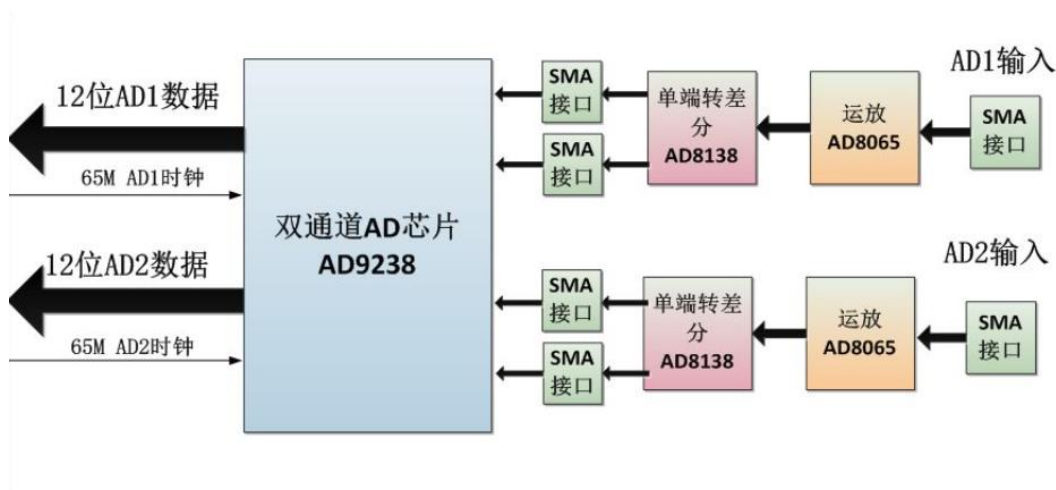 12位AD1数据
65M AD1时钟
12位AD2数据
65M AD2时钟
双通道AD芯片
AD9238
SMA
接口
SMA
接口
单端转差
分
AD8138
运放
AD8065
AD1输入
SMA
接口
SMA
接口
SMA
接口
单端转差
分
AD8138
运放
AD8065
AD2输入
SMA
接口